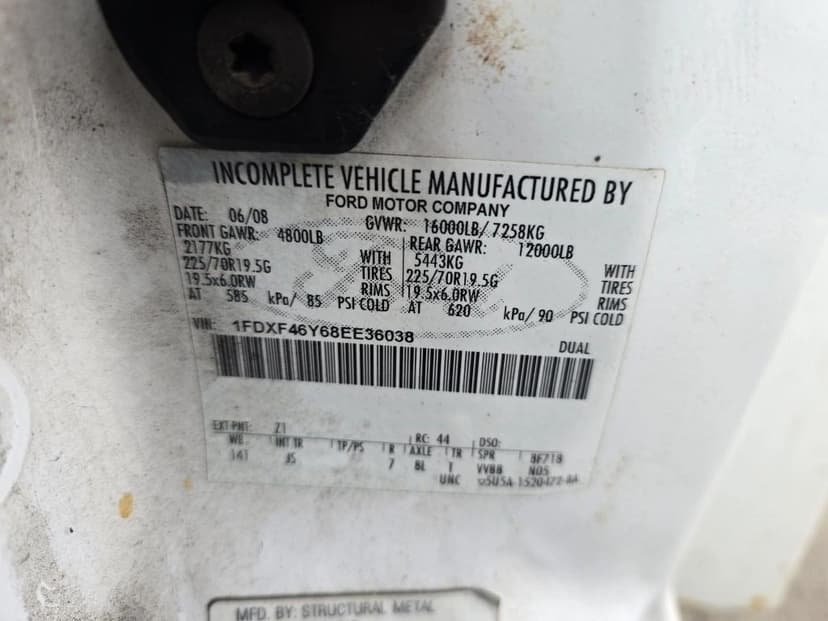 INCOMPLETE VEHICLE MANUFACTURED BY
FORD MOTOR COMPANY
DATE: 06/08 GVWR: 16000LB/ 7258KG
FRONT GAWR: 4800LB REAR GAWR: 12000LB
2177KG WITH 5443KG WITH
225/70R19.5G TIRES 225/70R19.5G TIRES
19.5x6.0RW RIMS 19.5x6.0RW RIMS
AT 585 kPa/ 85 PSI COLD AT 620 kPa/ 90 PSI COLD
VIN: 1FDXF46Y68EE36038 DUAL
EXT PNT: Z1 RC: 44 DSO:
WB INT TR TP/PS R AXLE TR SPR BF718
141 JS 7 8L T VVBB N05
UNC
MFD. BY: STRUCTURAL METAL